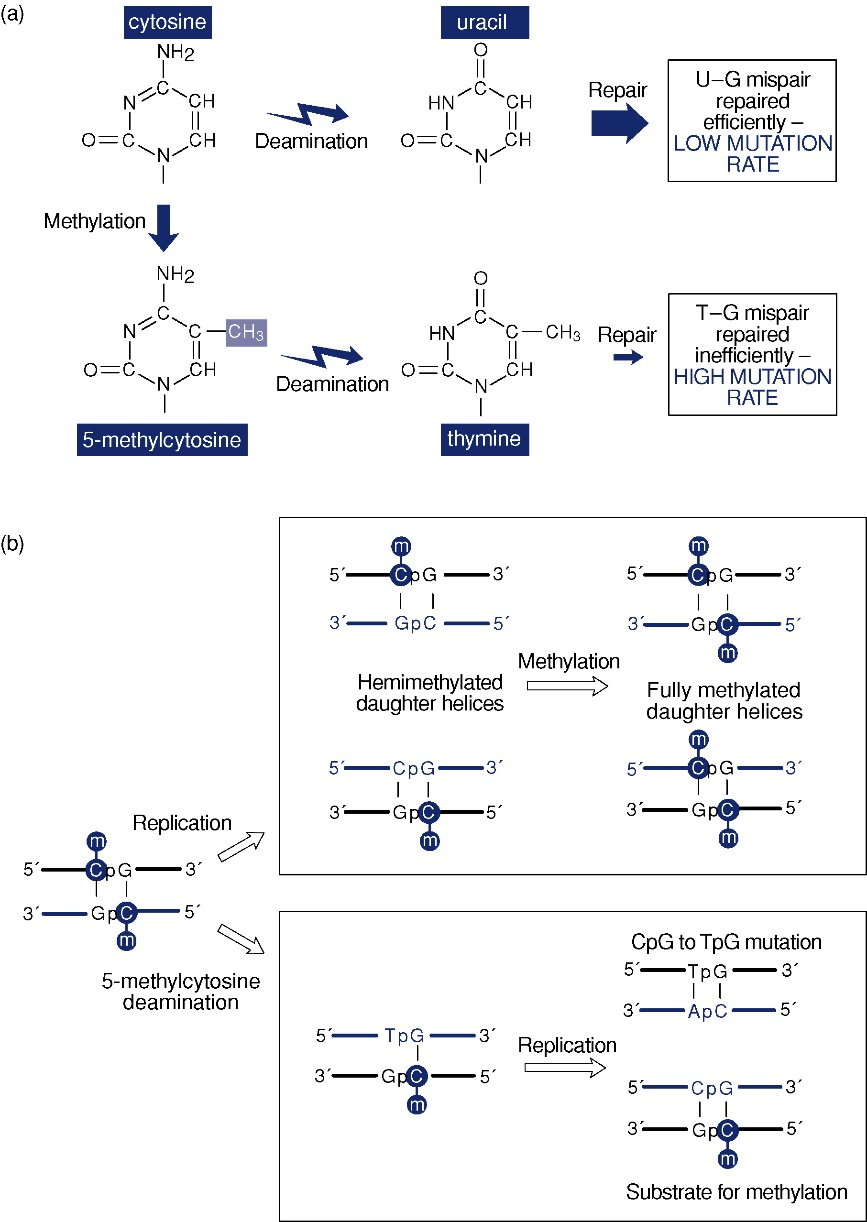 (a)
cytosine
uracil
NH2
C
N
CH
O
C
CH
N
Deamination
O
C
HN
CH
O
C
CH
N
Repair
U–G mispair
repaired
efficiently –
LOW MUTATION
RATE
Methylation
NH2
C
N
C
CH3
O
C
CH
N
Deamination
O
C
HN
C
CH3
O
C
CH
N
Repair
T–G mispair
repaired
inefficiently –
HIGH MUTATION
RATE
5-methylcytosine
thymine
(b)
m
5´ CpG 3´
3´ GpC 5´
Hemimethylated
daughter helices
Methylation
m
5´ CpG 3´
3´ GpC 5´
m
Fully methylated
daughter helices
5´ CpG 3´
3´ GpC 5´
m
m
5´ CpG 3´
3´ GpC 5´
m
Replication
m
5´ CpG 3´
3´ GpC 5´
m
5-methylcytosine
deamination
5´ TpG 3´
3´ GpC 5´
m
Replication
CpG to TpG mutation
5´ TpG 3´
3´ ApC 5´
5´ CpG 3´
3´ GpC 5´
m
Substrate for methylation